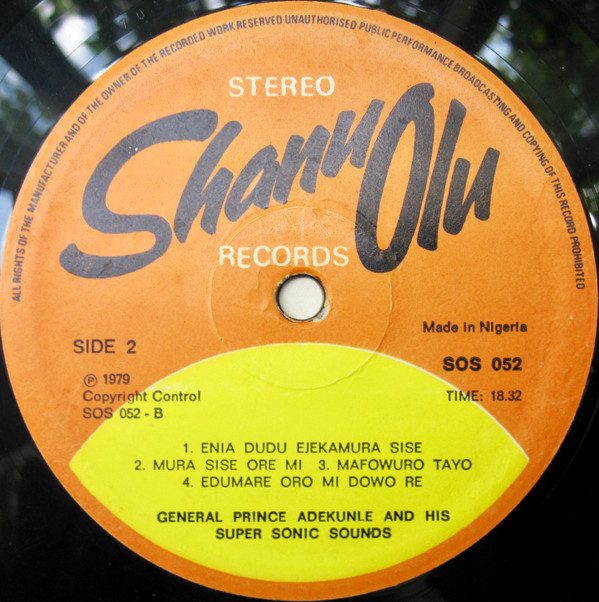 ALL RIGHTS OF THE MANUFACTURER AND OF THE OWNER OF THE RECORDED WORK RESERVED UNAUTHORISED PUBLIC PERFORMANCE BROADCASTING AND COPYING OF THIS RECORD PROHIBITED
STEREO
Shanu Olu
RECORDS
Made in Nigeria
SIDE 2
SOS 052
℗ 1979
Copyright Control
TIME: 18.32
SOS 052 - B
1. ENIA DUDU EJEKAMURA SISE
2. MURA SISE ORE MI 3. MAFOWURO TAYO
4. EDUMARE ORO MI DOWO RE
GENERAL PRINCE ADEKUNLE AND HIS
SUPER SONIC SOUNDS